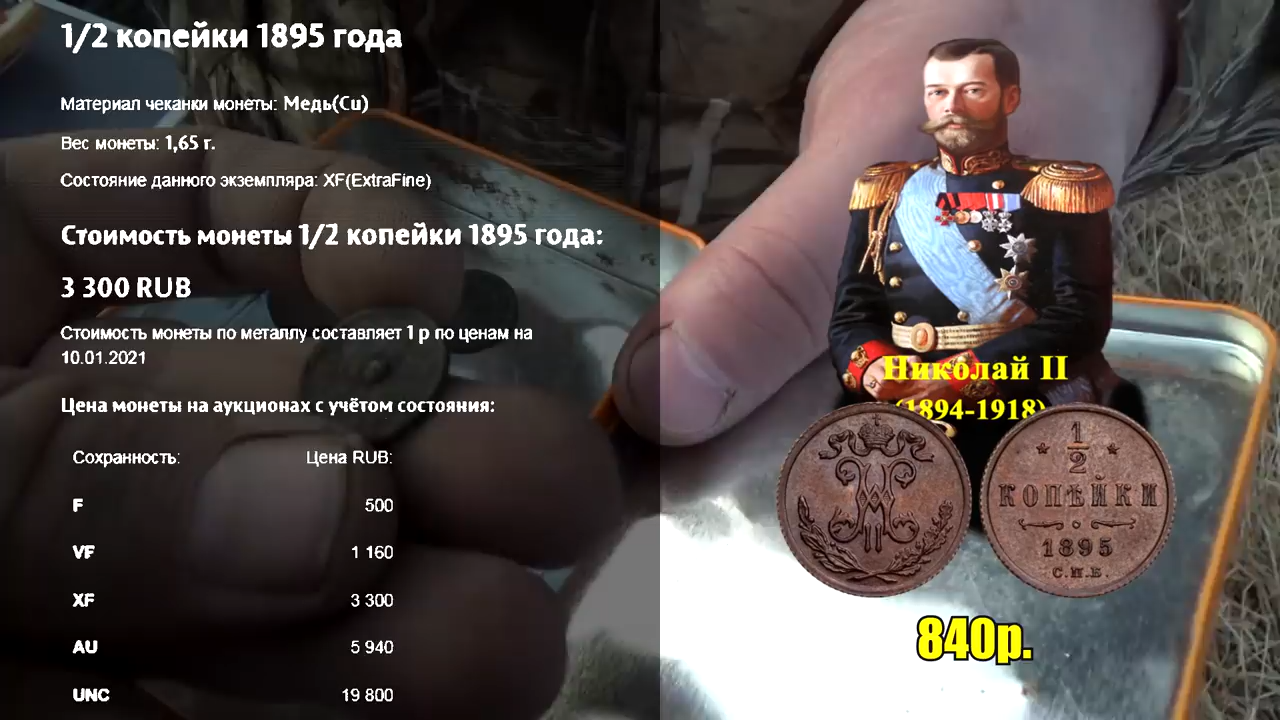 1/2 копейки 1895 года
Материал чеканки монеты: Медь(Cu)
Вес монеты: 1,65 г.
Состояние данного экземпляра: XF(ExtraFine)
Стоимость монеты 1/2 копейки 1895 года:
3 300 RUB
Стоимость монеты по металлу составляет 1 р по ценам на
10.01.2021
Цена монеты на аукционах с учётом состояния:
Сохранность: Цена RUB:
F 500
VF 1 160
XF 3 300
AU 5 940
UNC 19 800
Николай II
(1894-1918)
1
2
КОПѢЙКИ
1895
С.П.Б.
840р.